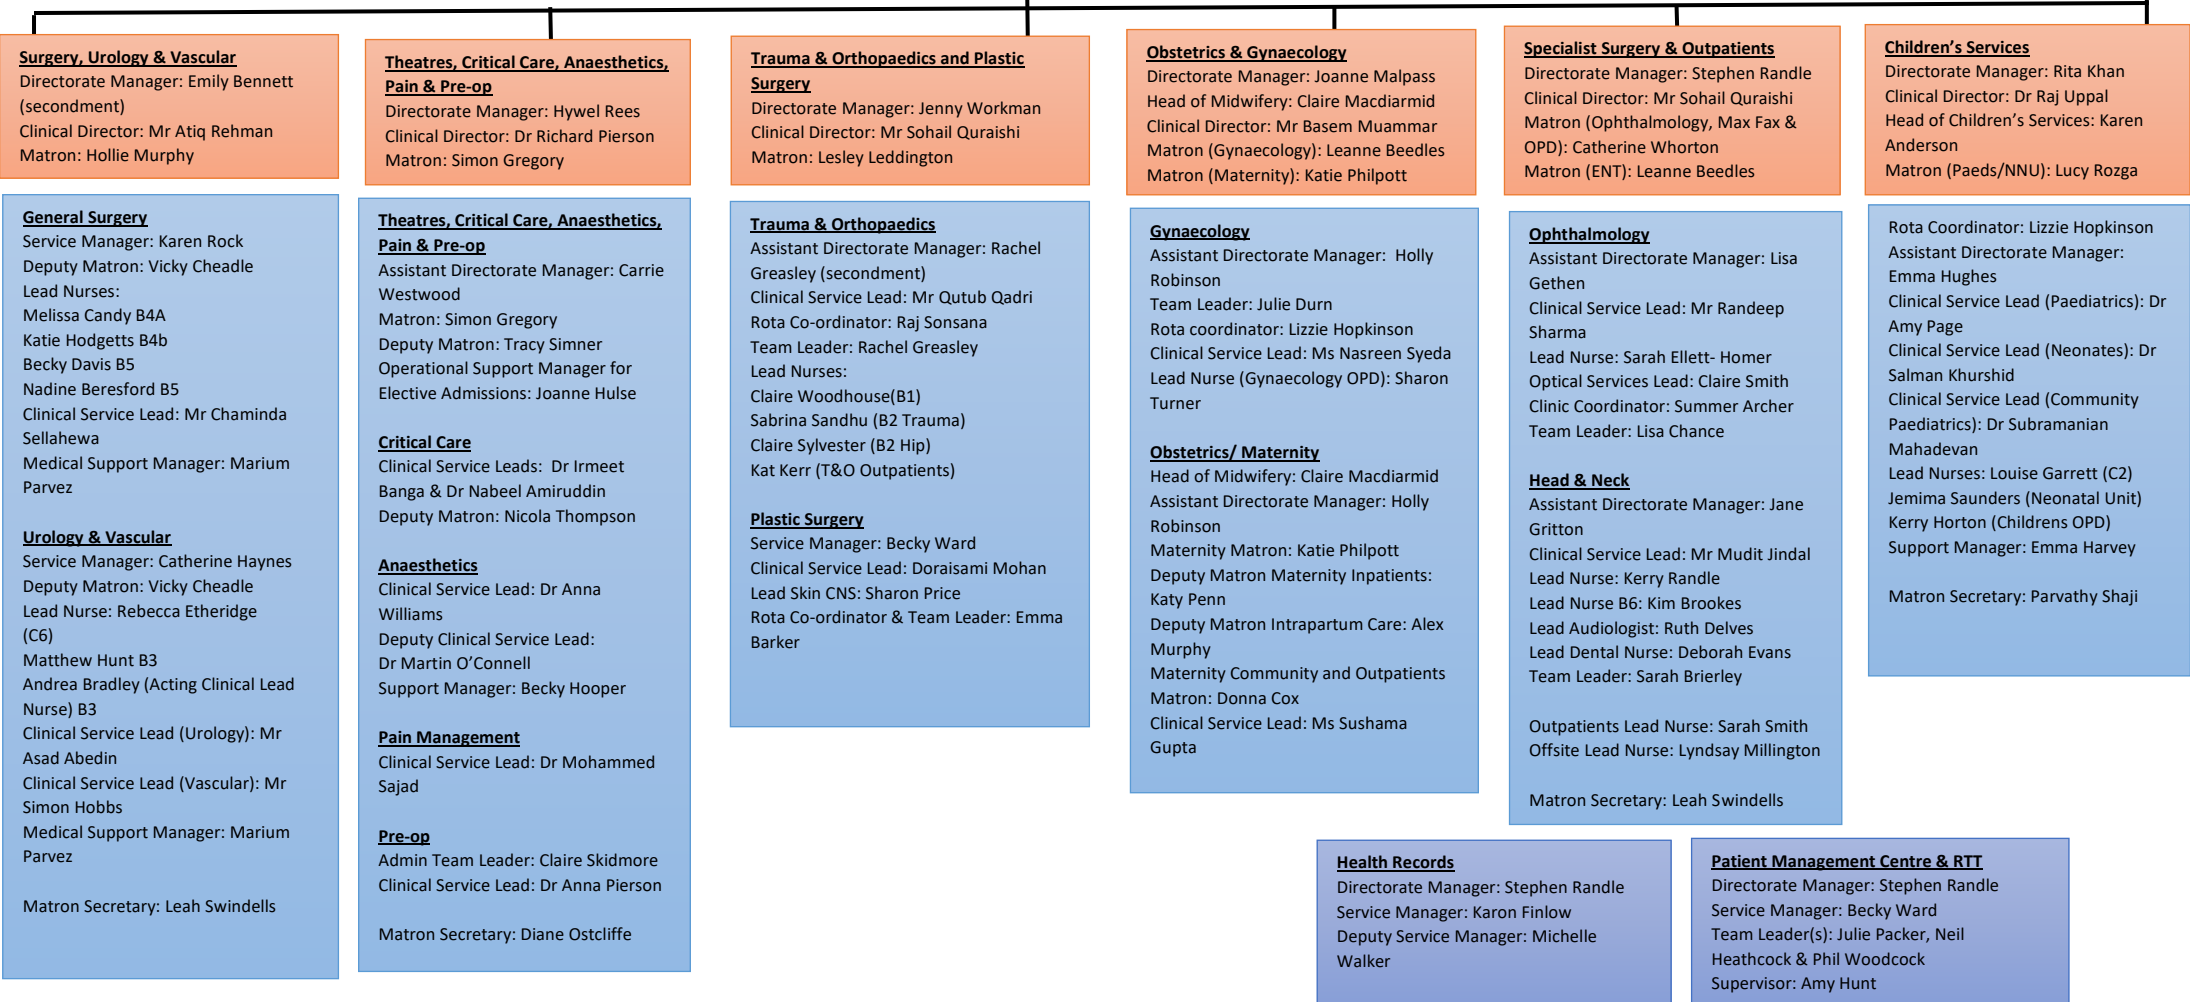 Surgery, Urology & Vascular
Directorate Manager: Emily Bennett
(secondment)
Clinical Director: Mr Atiq Rehman
Matron: Hollie Murphy
General Surgery
Service Manager: Karen Rock
Deputy Matron: Vicky Cheadle
Lead Nurses:
Melissa Candy B4A
Katie Hodgetts B4b
Becky Davis B5
Nadine Beresford B5
Clinical Service Lead: Mr Chaminda
Sellahewa
Medical Support Manager: Marium
Parvez
Urology & Vascular
Service Manager: Catherine Haynes
Deputy Matron: Vicky Cheadle
Lead Nurse: Rebecca Etheridge
(C6)
Matthew Hunt B3
Andrea Bradley (Acting Clinical Lead
Nurse) B3
Clinical Service Lead (Urology): Mr
Asad Abedin
Clinical Service Lead (Vascular): Mr
Simon Hobbs
Medical Support Manager: Marium
Parvez
Matron Secretary: Leah Swindells
Theatres, Critical Care, Anaesthetics,
Pain & Pre-op
Directorate Manager: Hywel Rees
Clinical Director: Dr Richard Pierson
Matron: Simon Gregory
Theatres, Critical Care, Anaesthetics,
Pain & Pre-op
Assistant Directorate Manager: Carrie
Westwood
Matron: Simon Gregory
Deputy Matron: Tracy Simner
Operational Support Manager for
Elective Admissions: Joanne Hulse
Critical Care
Clinical Service Leads:  Dr Irmeet
Banga & Dr Nabeel Amiruddin
Deputy Matron: Nicola Thompson
Anaesthetics
Clinical Service Lead: Dr Anna
Williams
Deputy Clinical Service Lead:
Dr Martin O’Connell
Support Manager: Becky Hooper
Pain Management
Clinical Service Lead: Dr Mohammed
Sajad
Pre-op
Admin Team Leader: Claire Skidmore
Clinical Service Lead: Dr Anna Pierson
Matron Secretary: Diane Ostcliffe
Trauma & Orthopaedics and Plastic
Surgery
Directorate Manager: Jenny Workman
Clinical Director: Mr Sohail Quraishi
Matron: Lesley Leddington
Trauma & Orthopaedics
Assistant Directorate Manager: Rachel
Greasley (secondment)
Clinical Service Lead: Mr Qutub Qadri
Rota Co-ordinator: Raj Sonsana
Team Leader: Rachel Greasley
Lead Nurses:
Claire Woodhouse(B1)
Sabrina Sandhu (B2 Trauma)
Claire Sylvester (B2 Hip)
Kat Kerr (T&O Outpatients)
Plastic Surgery
Service Manager: Becky Ward
Clinical Service Lead: Doraisami Mohan
Lead Skin CNS: Sharon Price
Rota Co-ordinator & Team Leader: Emma
Barker
Obstetrics & Gynaecology
Directorate Manager: Joanne Malpass
Head of Midwifery: Claire Macdiarmid
Clinical Director: Mr Basem Muammar
Matron (Gynaecology): Leanne Beedles
Matron (Maternity): Katie Philpott
Gynaecology
Assistant Directorate Manager:  Holly
Robinson
Team Leader: Julie Durn
Rota coordinator: Lizzie Hopkinson
Clinical Service Lead: Ms Nasreen Syeda
Lead Nurse (Gynaecology OPD): Sharon
Turner
Obstetrics/ Maternity
Head of Midwifery: Claire Macdiarmid
Assistant Directorate Manager: Holly
Robinson
Maternity Matron: Katie Philpott
Deputy Matron Maternity Inpatients:
Katy Penn
Deputy Matron Intrapartum Care: Alex
Murphy
Maternity Community and Outpatients
Matron: Donna Cox
Clinical Service Lead: Ms Sushama
Gupta
Specialist Surgery & Outpatients
Directorate Manager: Stephen Randle
Clinical Director: Mr Sohail Quraishi
Matron (Ophthalmology, Max Fax &
OPD): Catherine Whorton
Matron (ENT): Leanne Beedles
Ophthalmology
Assistant Directorate Manager: Lisa
Gethen
Clinical Service Lead: Mr Randeep
Sharma
Lead Nurse: Sarah Ellett- Homer
Optical Services Lead: Claire Smith
Clinic Coordinator: Summer Archer
Team Leader: Lisa Chance
Head & Neck
Assistant Directorate Manager: Jane
Gritton
Clinical Service Lead: Mr Mudit Jindal
Lead Nurse: Kerry Randle
Lead Nurse B6: Kim Brookes
Lead Audiologist: Ruth Delves
Lead Dental Nurse: Deborah Evans
Team Leader: Sarah Brierley
Outpatients Lead Nurse: Sarah Smith
Offsite Lead Nurse: Lyndsay Millington
Matron Secretary: Leah Swindells
Children’s Services
Directorate Manager: Rita Khan
Clinical Director: Dr Raj Uppal
Head of Children’s Services: Karen
Anderson
Matron (Paeds/NNU): Lucy Rozga
Rota Coordinator: Lizzie Hopkinson
Assistant Directorate Manager:
Emma Hughes
Clinical Service Lead (Paediatrics): Dr
Amy Page
Clinical Service Lead (Neonates): Dr
Salman Khurshid
Clinical Service Lead (Community
Paediatrics): Dr Subramanian
Mahadevan
Lead Nurses: Louise Garrett (C2)
Jemima Saunders (Neonatal Unit)
Kerry Horton (Childrens OPD)
Support Manager: Emma Harvey
Matron Secretary: Parvathy Shaji
Health Records
Directorate Manager: Stephen Randle
Service Manager: Karon Finlow
Deputy Service Manager: Michelle
Walker
Patient Management Centre & RTT
Directorate Manager: Stephen Randle
Service Manager: Becky Ward
Team Leader(s): Julie Packer, Neil
Heathcock & Phil Woodcock
Supervisor: Amy Hunt